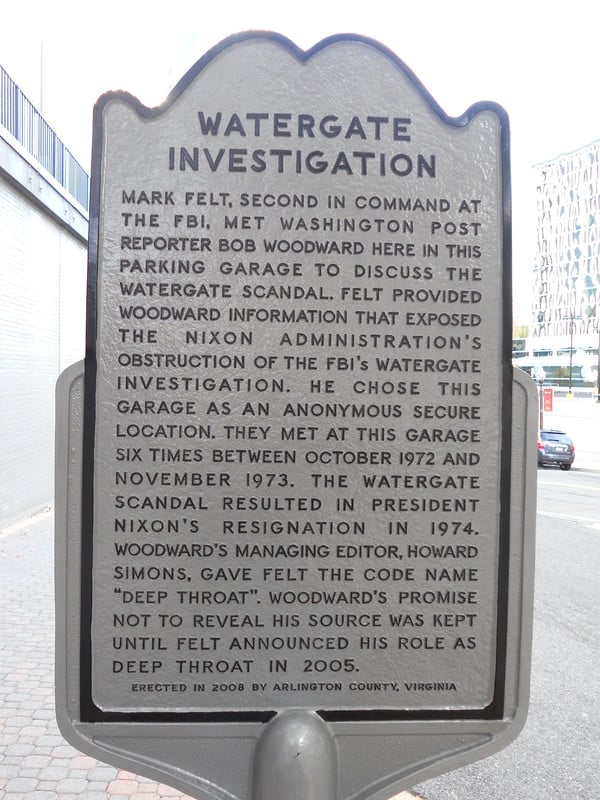 WATERGATE
INVESTIGATION
MARK FELT, SECOND IN COMMAND AT
THE FBI, MET WASHINGTON POST
REPORTER BOB WOODWARD HERE IN THIS
PARKING GARAGE TO DISCUSS THE
WATERGATE SCANDAL. FELT PROVIDED
WOODWARD INFORMATION THAT EXPOSED
THE NIXON ADMINISTRATION'S
OBSTRUCTION OF THE FBI's WATERGATE
INVESTIGATION. HE CHOSE THIS
GARAGE AS AN ANONYMOUS SECURE
LOCATION. THEY MET AT THIS GARAGE
SIX TIMES BETWEEN OCTOBER 1972 AND
NOVEMBER 1973. THE WATERGATE
SCANDAL RESULTED IN PRESIDENT
NIXON'S RESIGNATION IN 1974.
WOODWARD'S MANAGING EDITOR, HOWARD
SIMONS, GAVE FELT THE CODE NAME
"DEEP THROAT". WOODWARD'S PROMISE
NOT TO REVEAL HIS SOURCE WAS KEPT
UNTIL FELT ANNOUNCED HIS ROLE AS
DEEP THROAT IN 2005.
ERECTED IN 2008 BY ARLINGTON COUNTY, VIRGINIA